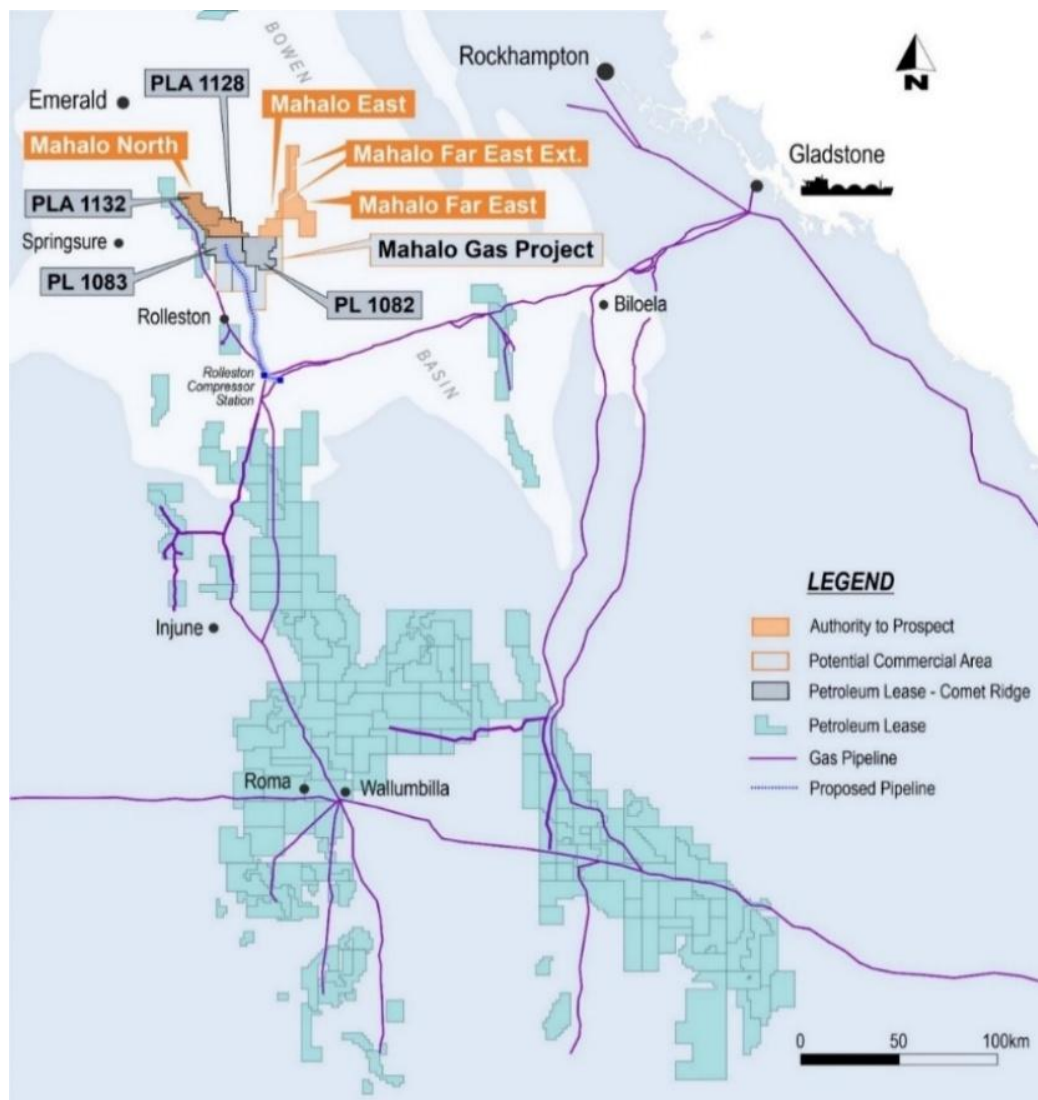 BOWEN
Rockhampton
N
PLA 1128
Emerald
Mahalo East
Mahalo North
Mahalo Far East Ext.
Gladstone
PLA 1132
Mahalo Far East
Springsure
Mahalo Gas Project
PL 1083
PL 1082
Rolleston
Biloela
BASIN
Rolleston
Compressor
Station
LEGEND
Authority to Prospect
Potential Commercial Area
Petroleum Lease - Comet Ridge
Petroleum Lease
Gas Pipeline
Proposed Pipeline
Injune
Roma
Wallumbilla
0 50 100km